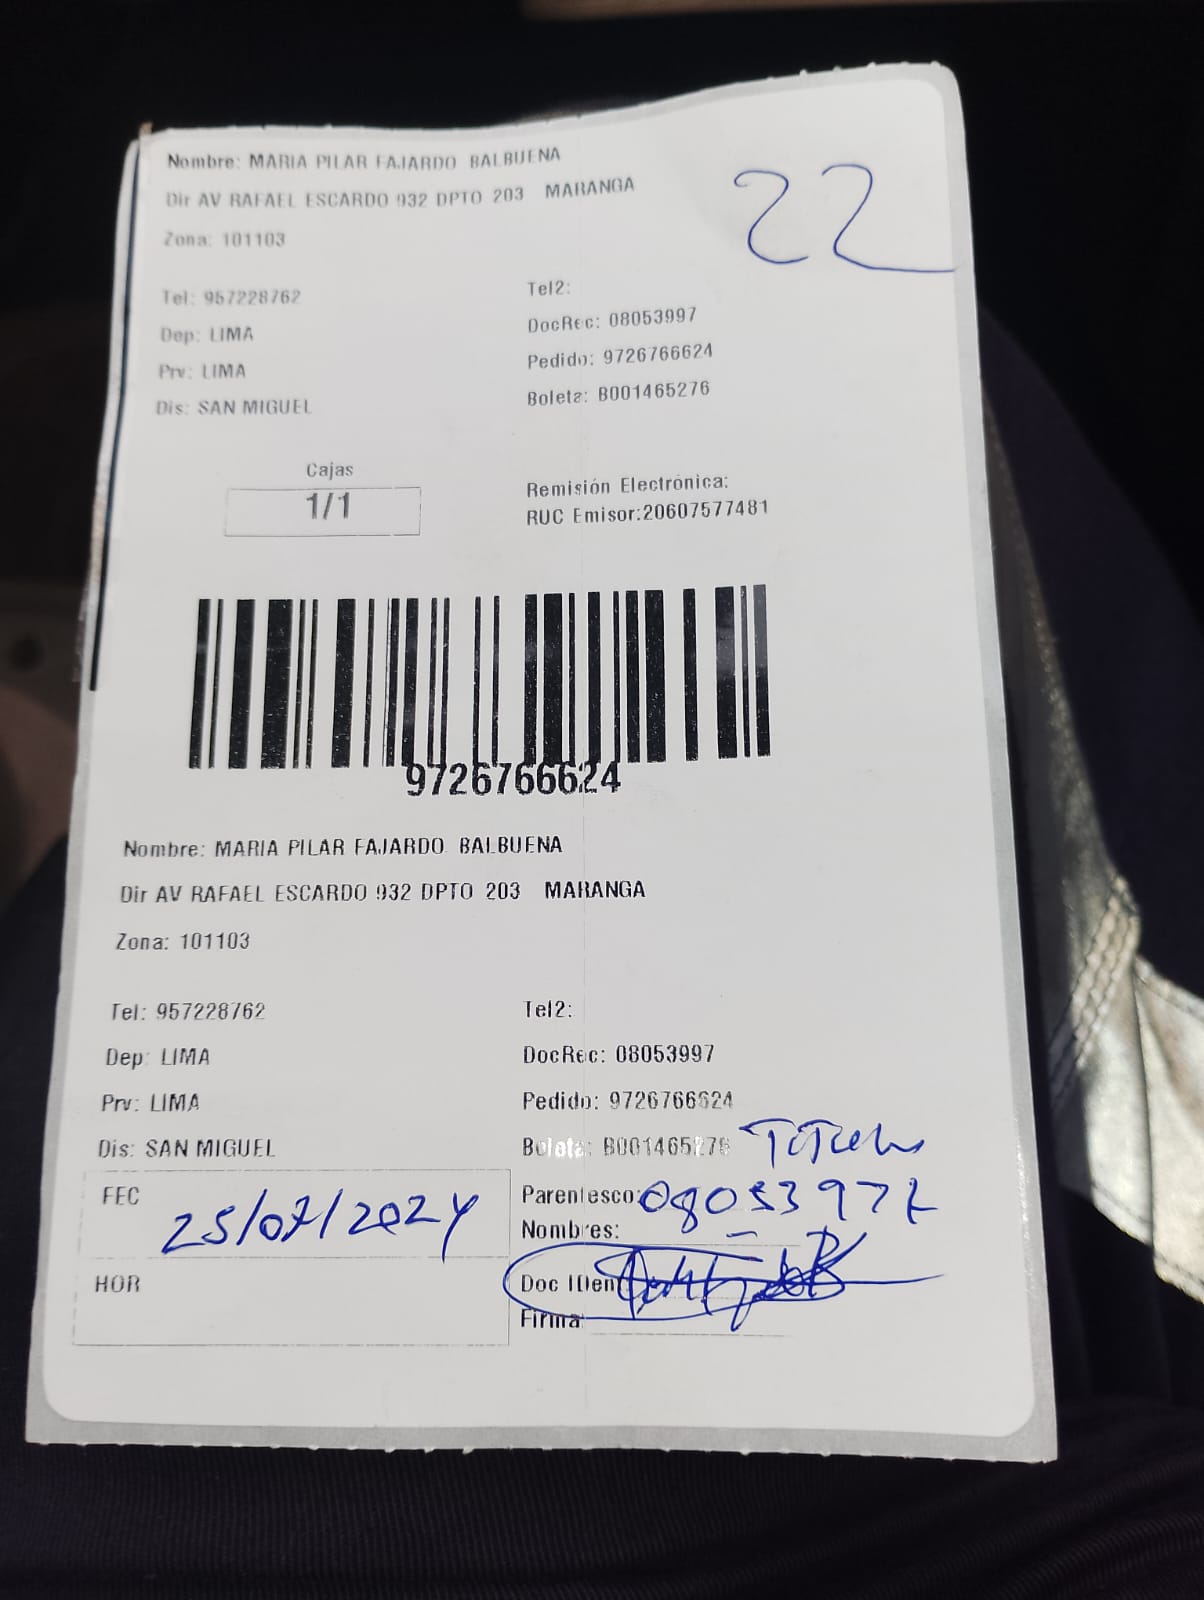 Nombre: MARIA PILAR FAJARDO BALBUENA
22
Dir AV RAFAEL ESCARDO 932 DPTO 203 MARANGA
Zona: 101103
Tel: 957228762
Tel2:
Dep: LIMA
DocRec: 08053997
Prv: LIMA
Pedido: 9726766624
Dis: SAN MIGUEL
Boleta: B001465276
Cajas
1/1
Remisión Electrónica:
RUC Emisor:20607577481
9726766624
Nombre: MARIA PILAR FAJARDO BALBUENA
Dir AV RAFAEL ESCARDO 932 DPTO 203 MARANGA
Zona: 101103
Tel: 957228762
Tel2:
Dep: LIMA
DocRec: 08053997
Prv: LIMA
Pedido: 9726766624
Dis: SAN MIGUEL
Boleta: B001465276
FEC 25/07/2024
Parentesco: 08053997
Nombres:
HOR
Doc IDen
Firma